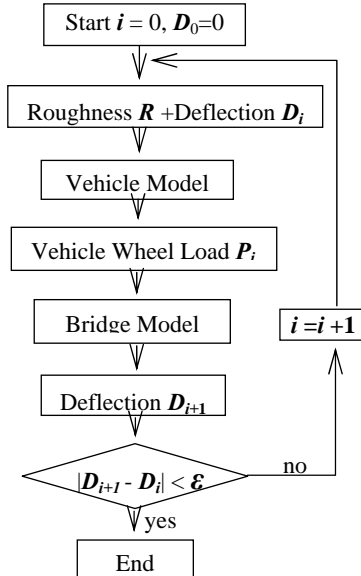 Start i = 0, D0=0
Roughness R +Deflection Di
Vehicle Model
Vehicle Wheel Load Pi
Bridge Model
i =i +1
Deflection Di+1
|Di+1 - Di| < ε
no
yes
End